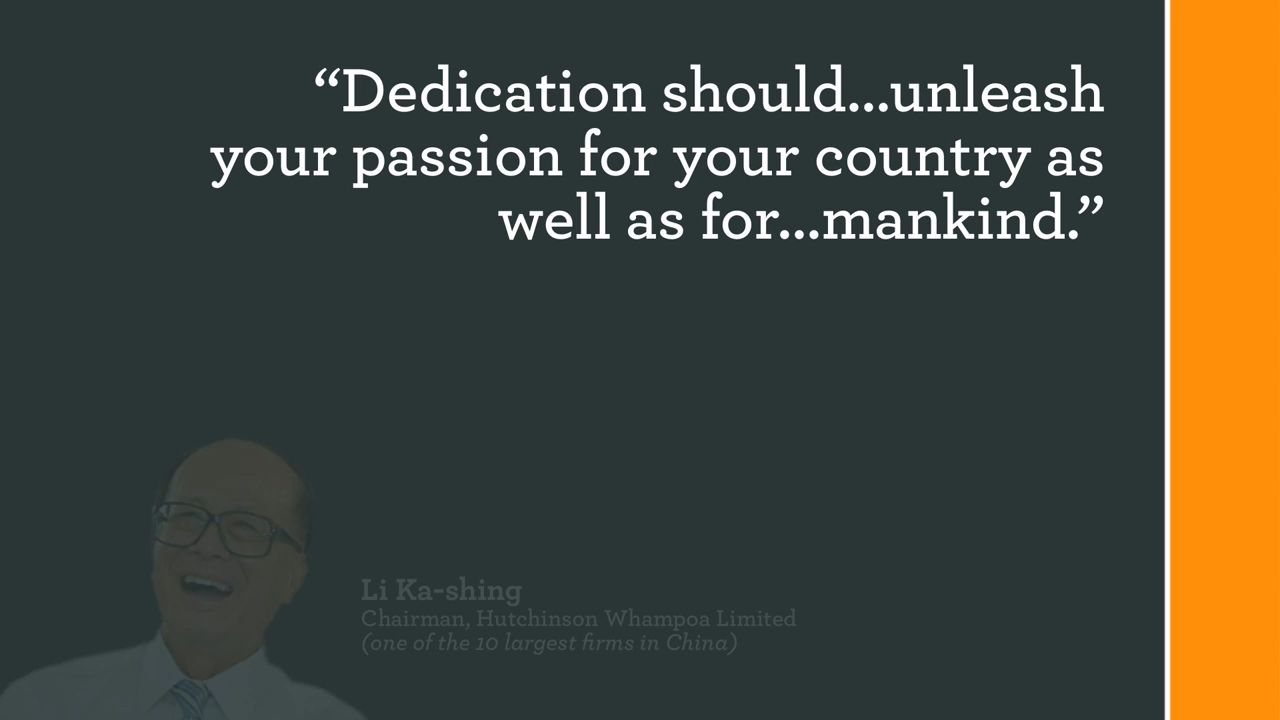 “Dedication should...unleash
your passion for your country as
well as for...mankind.”
Li Ka-shing
Chairman, Hutchinson Whampoa Limited
(one of the 10 largest firms in China)